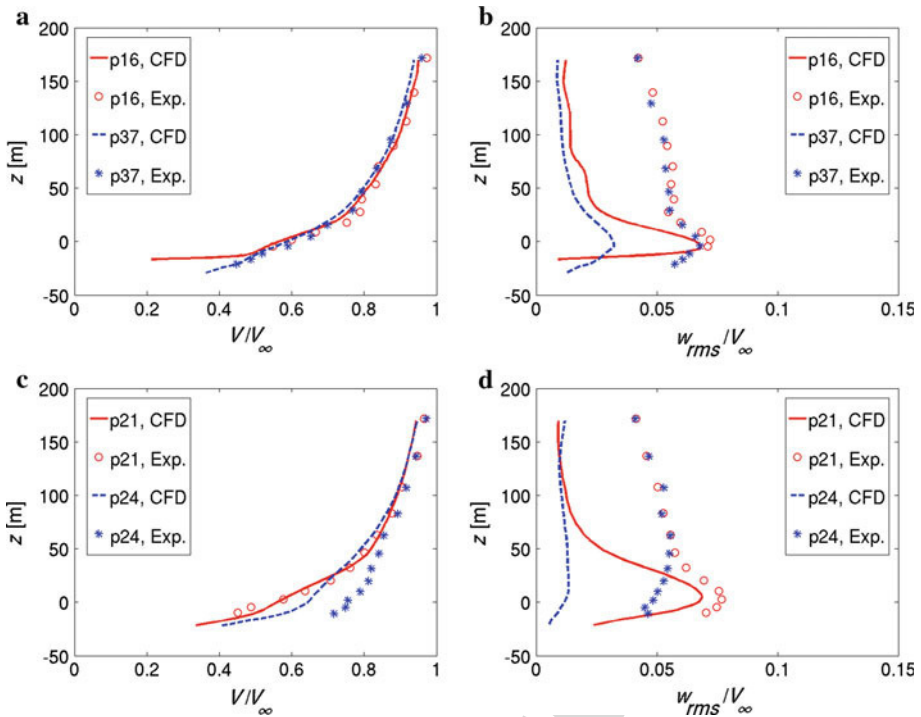 a
200
150
100
50
0
-50
z [m]
p16, CFD
p16, Exp.
p37, CFD
p37, Exp.
0 0.2 0.4 0.6 0.8 1
V/V∞
b
200
150
100
50
0
-50
z [m]
p16, CFD
p16, Exp.
p37, CFD
p37, Exp.
0 0.05 0.1 0.15
w_rms/V∞
c
200
150
100
50
0
-50
z [m]
p21, CFD
p21, Exp.
p24, CFD
p24, Exp.
0 0.2 0.4 0.6 0.8 1
V/V∞
d
200
150
100
50
0
-50
z [m]
p21, CFD
p21, Exp.
p24, CFD
p24, Exp.
0 0.05 0.1 0.15
w_rms/V∞